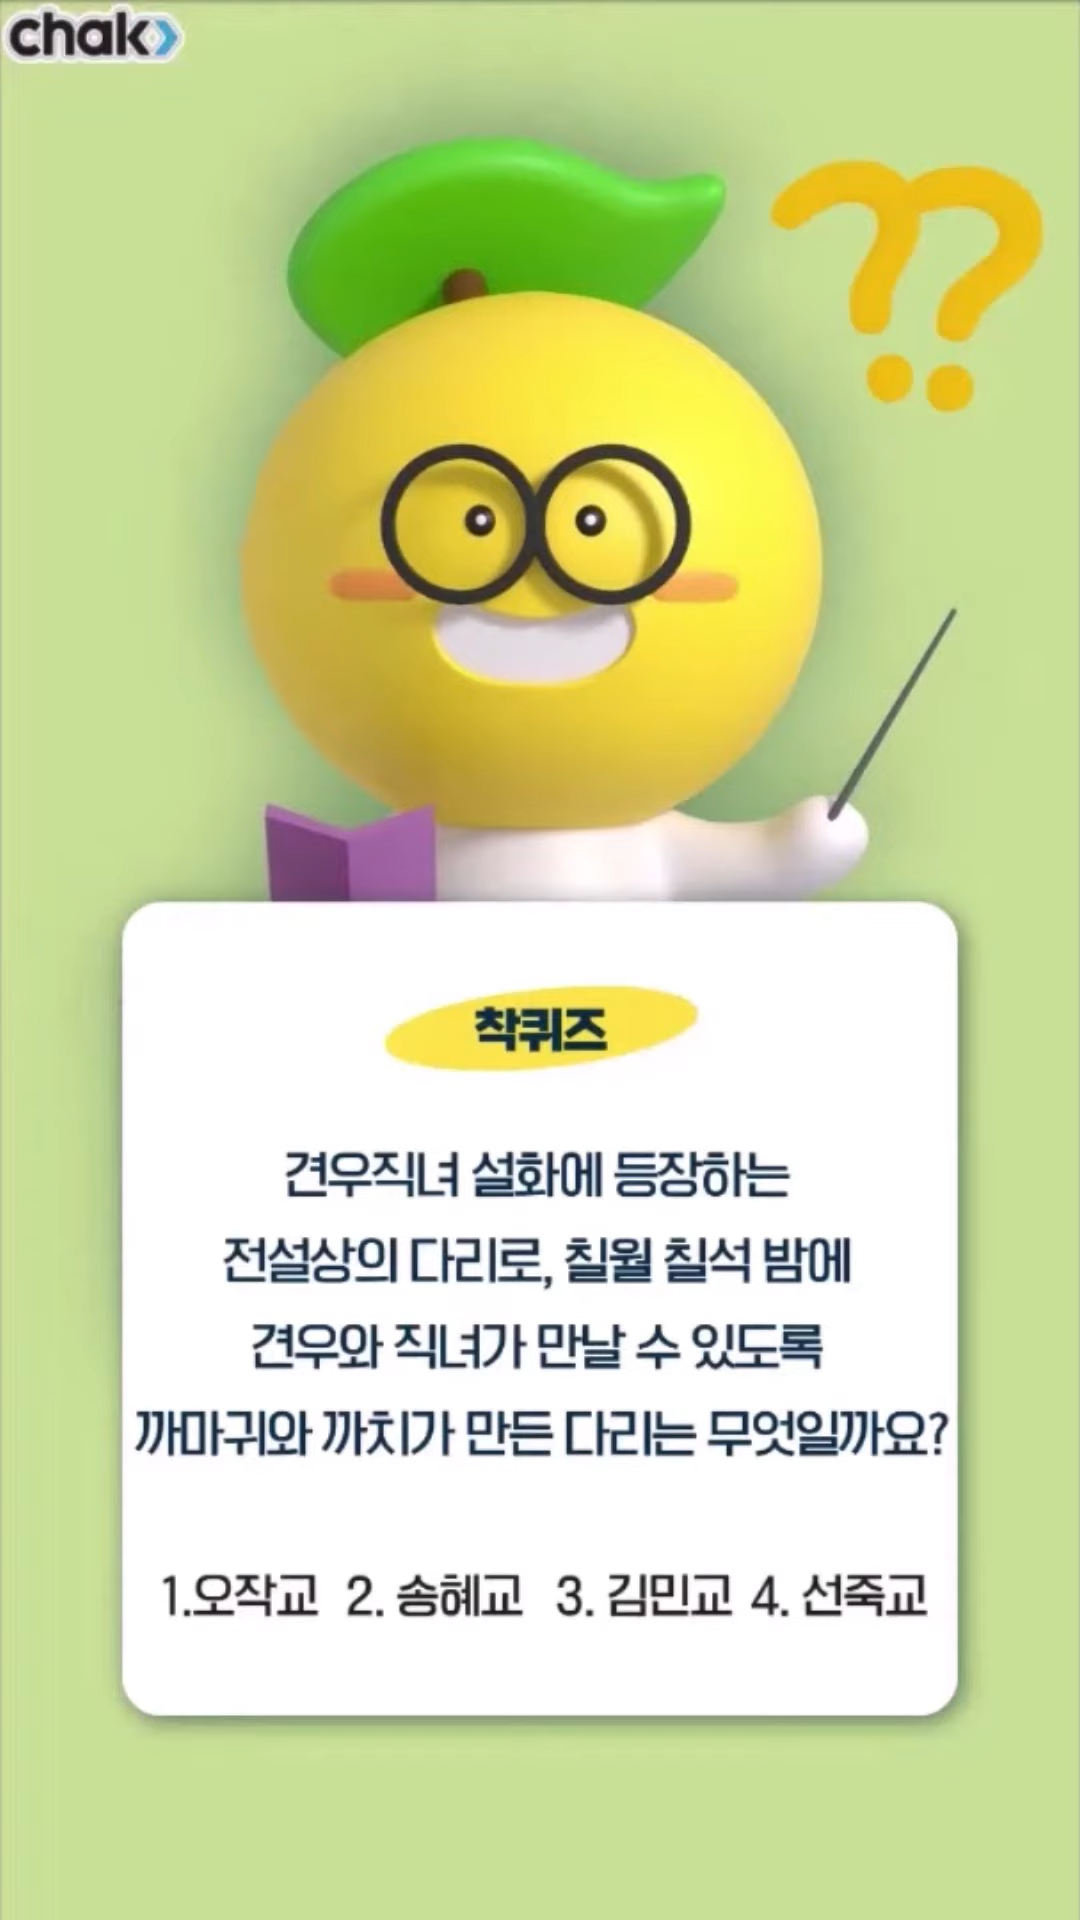 chak
??
착퀴즈
견우직녀 설화에 등장하는
전설상의 다리로, 칠월 칠석 밤에
견우와 직녀가 만날 수 있도록
까마귀와 까치가 만든 다리는 무엇일까요?
1.오작교 2. 송혜교 3. 김민교 4. 선죽교